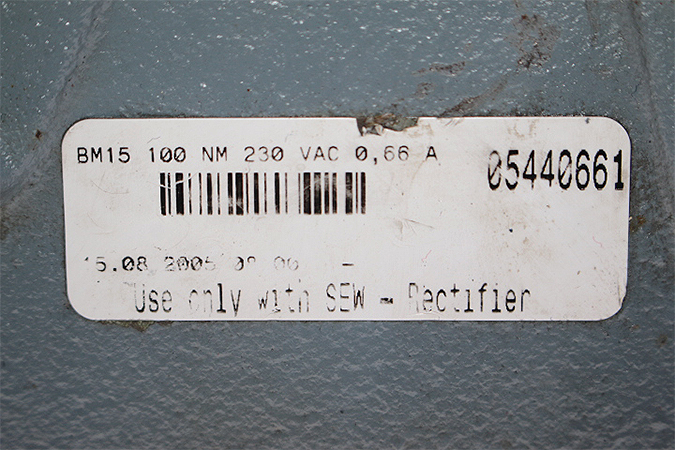 BM15 100 NM 230 VAC 0,66 A
05440661
15.08 2005
Use only with SEW - Rectifier